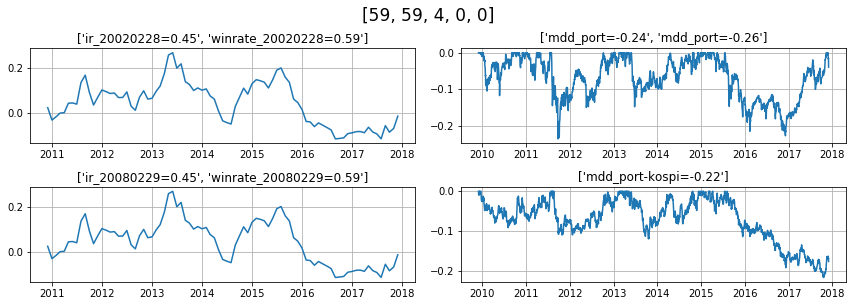 [59, 59, 4, 0, 0]
['ir_20020228=0.45', 'winrate_20020228=0.59']
0.2
0.0
2011 2012 2013 2014 2015 2016 2017 2018
['mdd_port=-0.24', 'mdd_port=-0.26']
0.0
−0.1
−0.2
2010 2011 2012 2013 2014 2015 2016 2017 2018
['ir_20080229=0.45', 'winrate_20080229=0.59']
0.2
0.0
2011 2012 2013 2014 2015 2016 2017 2018
['mdd_port-kospi=-0.22']
0.0
−0.1
−0.2
2010 2011 2012 2013 2014 2015 2016 2017 2018